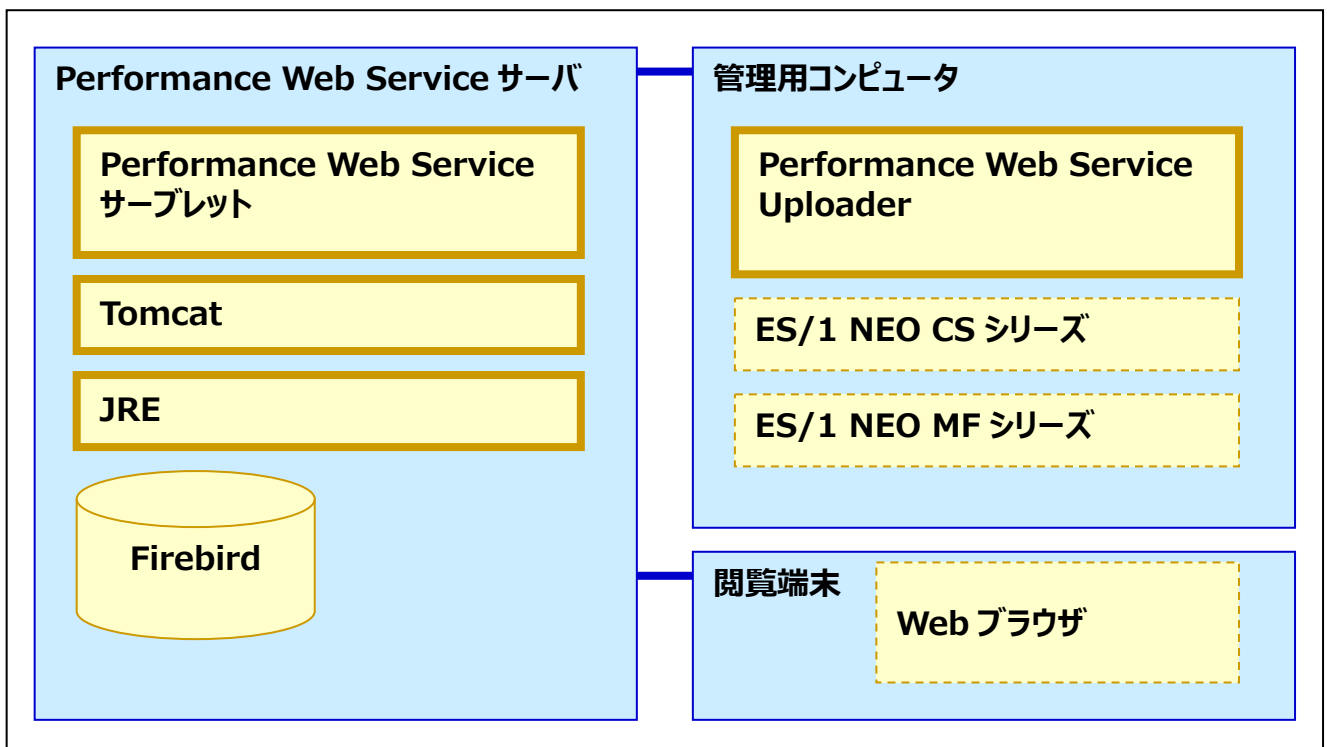 Performance Web Service サーバ
Performance Web Service
サーブレット
Tomcat
JRE
Firebird
管理用コンピュータ
Performance Web Service
Uploader
ES/1 NEO CS シリーズ
ES/1 NEO MF シリーズ
閲覧端末
Web ブラウザ